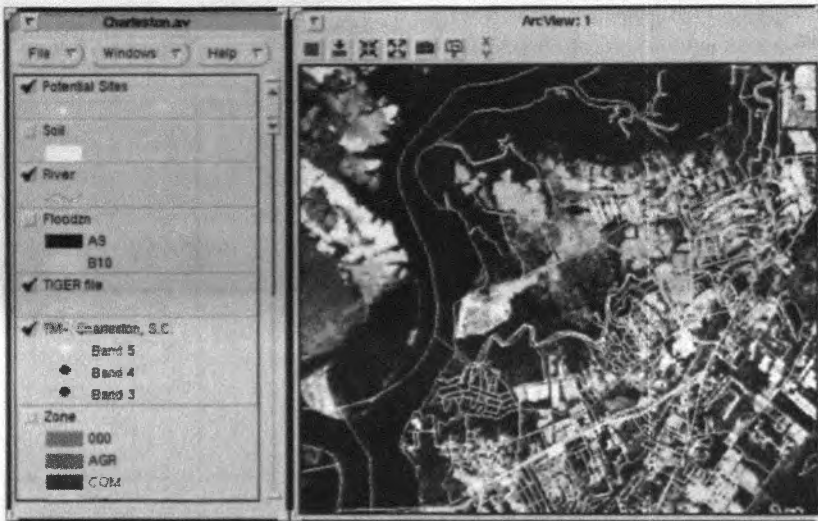 Charleston.av
File Windows Help
Potential Sites
Soil
River
Floodzn
A9
B10
TIGER file
TM- Charleston, S.C.
Band 5
Band 4
Band 3
Zone
000
AGR
COM
ArcView: 1